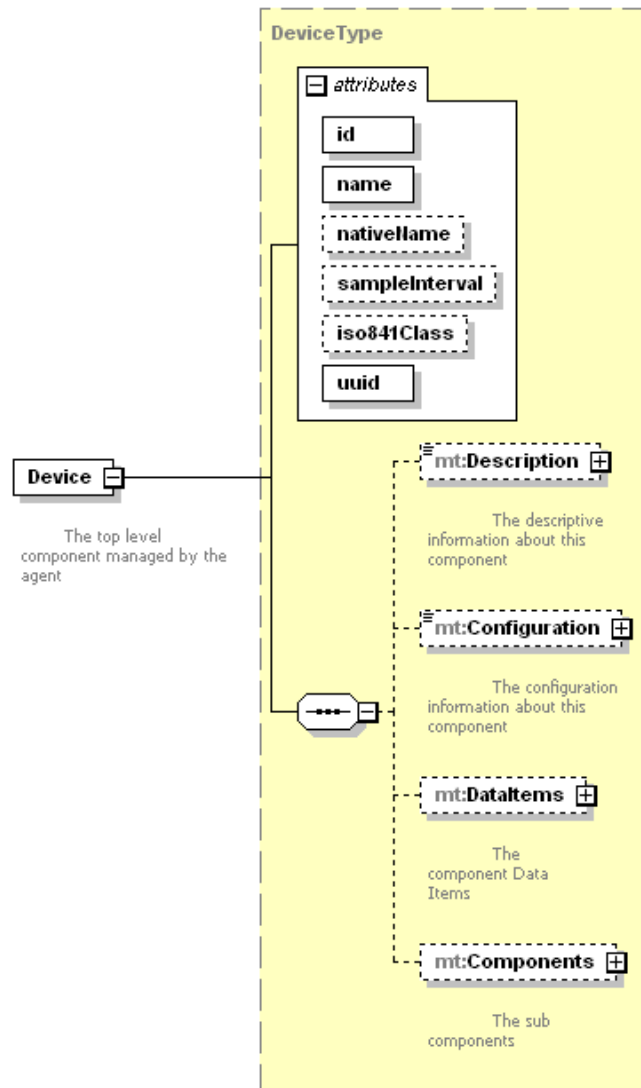 DeviceType
attributes
id
name
nativeName
sampleInterval
iso841Class
uuid
Device
The top level
component managed by the
agent
mt:Description
The descriptive
information about this
component
mt:Configuration
The configuration
information about this
component
mt:DataItems
The
component Data
Items
mt:Components
The sub
components